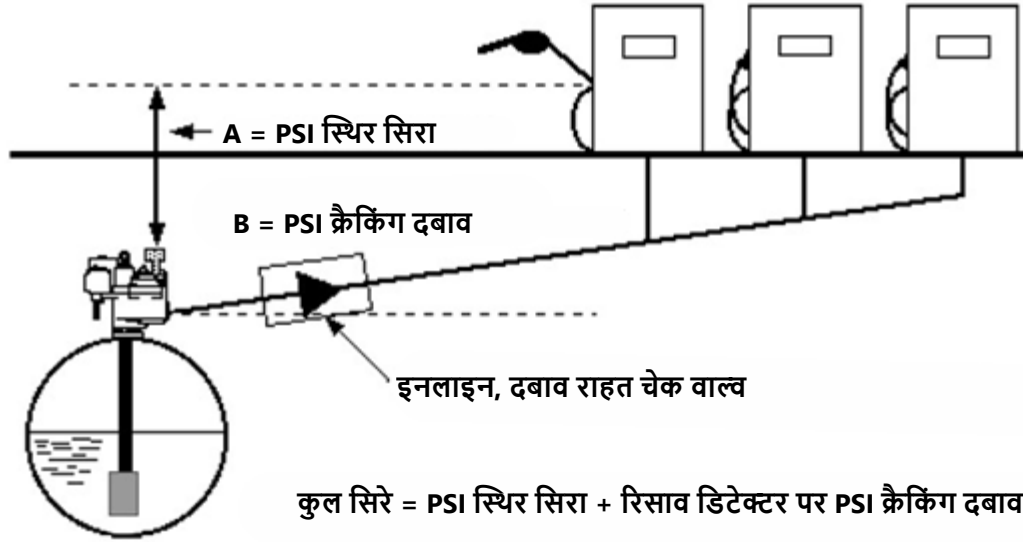 A = PSI स्थिर सिरा
B = PSI क्रैकिंग दबाव
इनलाइन, दबाव राहत चेक वाल्व
कुल सिरे = PSI स्थिर सिरा + रिसाव डिटेक्टर पर PSI क्रैकिंग दबाव